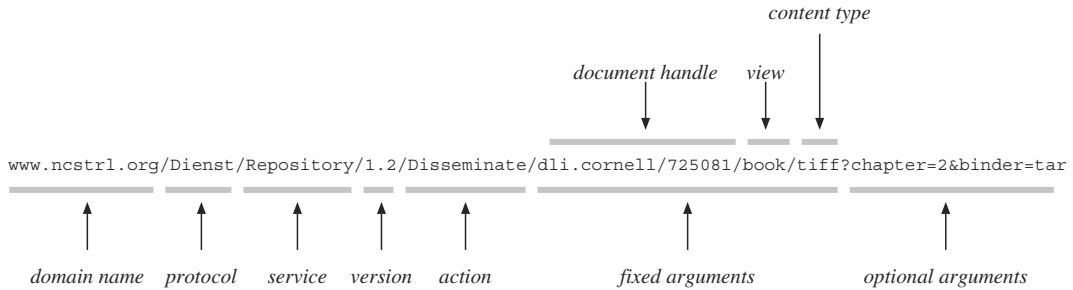 content type
document handle view
www.ncstrl.org/Dienst/Repository/1.2/Disseminate/dli.cornell/725081/book/tiff?chapter=2&binder=tar
domain name protocol service version action fixed arguments optional arguments